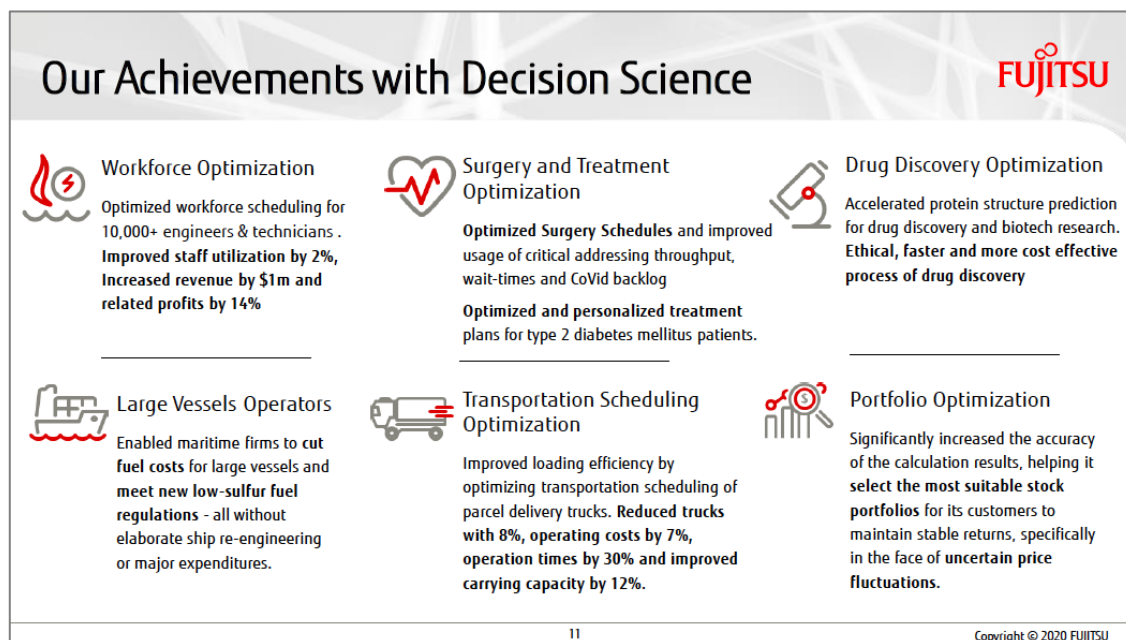 Our Achievements with Decision Science
FUJITSU
Workforce Optimization
Optimized workforce scheduling for
10,000+ engineers & technicians .
Improved staff utilization by 2%,
Increased revenue by $1m and
related profits by 14%
Surgery and Treatment
Optimization
Optimized Surgery Schedules and improved
usage of critical addressing throughput,
wait-times and CoVid backlog
Optimized and personalized treatment
plans for type 2 diabetes mellitus patients.
Drug Discovery Optimization
Accelerated protein structure prediction
for drug discovery and biotech research.
Ethical, faster and more cost effective
process of drug discovery
Large Vessels Operators
Enabled maritime firms to cut
fuel costs for large vessels and
meet new low-sulfur fuel
regulations - all without
elaborate ship re-engineering
or major expenditures.
Transportation Scheduling
Optimization
Improved loading efficiency by
optimizing transportation scheduling of
parcel delivery trucks. Reduced trucks
with 8%, operating costs by 7%,
operation times by 30% and improved
carrying capacity by 12%.
$
Portfolio Optimization
Significantly increased the accuracy
of the calculation results, helping it
select the most suitable stock
portfolios for its customers to
maintain stable returns, specifically
in the face of uncertain price
fluctuations.
11
Copyright © 2020 FUJITSU